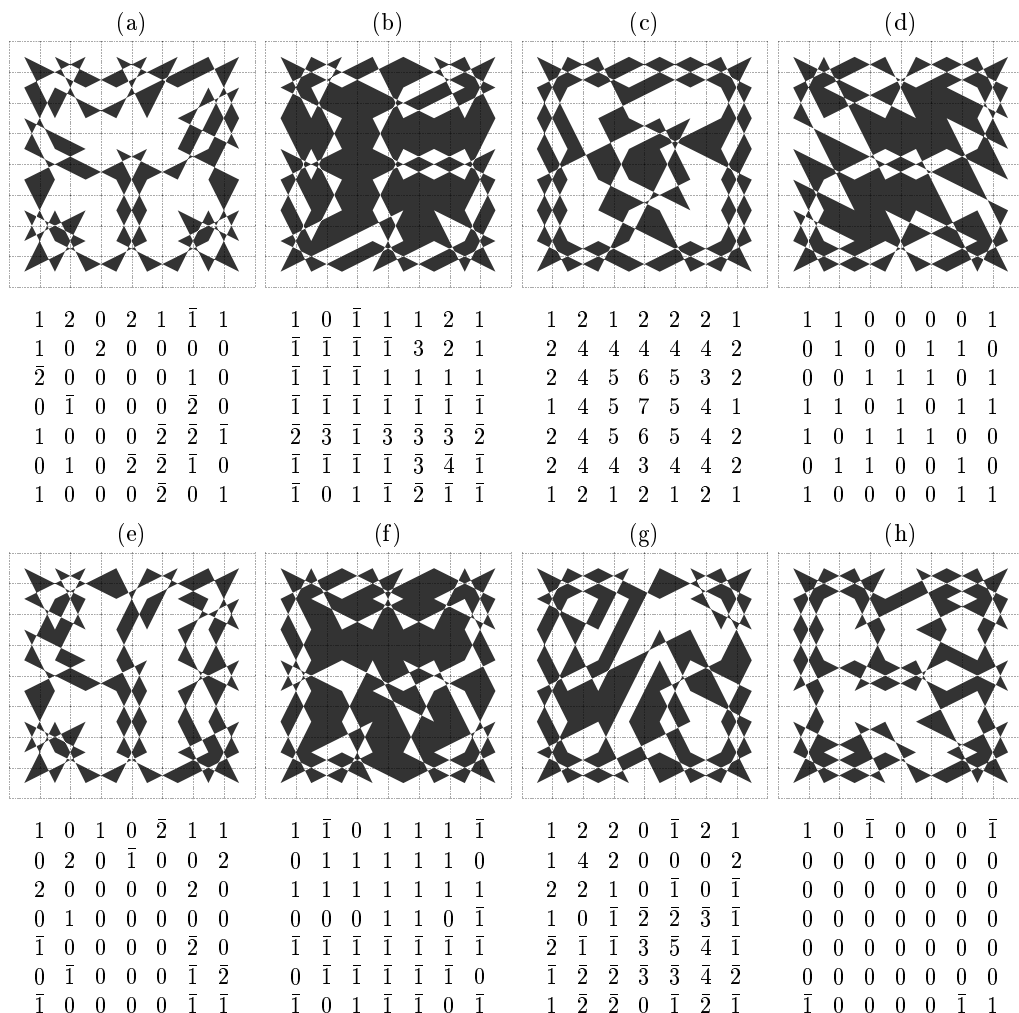 (a) (b) (c) (d)
1 2 0 2 1 1̄ 1 1 0 1̄ 1 1 2 1 1 2 1 2 2 2 1 1 1 0 0 0 0 1
1 0 2 0 0 0 0 1̄ 1̄ 1̄ 1̄ 3 2 1 2 4 4 4 4 4 2 0 1 0 0 1 1 0
2̄ 0 0 0 0 1 0 1̄ 1̄ 1̄ 1 1 1 1 2 4 5 6 5 3 2 0 0 1 1 1 0 1
0 1̄ 0 0 0 2̄ 0 1̄ 1̄ 1̄ 1̄ 1̄ 1̄ 1̄ 1 4 5 7 5 4 1 1 1 0 1 0 1 1
1 0 0 0 2̄ 2̄ 1̄ 2̄ 3̄ 1̄ 3̄ 3̄ 3̄ 2̄ 2 4 5 6 5 4 2 1 0 1 1 1 0 0
0 1 0 2̄ 2̄ 1̄ 0 1̄ 1̄ 1̄ 1̄ 3̄ 4̄ 1̄ 2 4 4 3 4 4 2 0 1 1 0 0 1 0
1 0 0 0 2̄ 0 1 1̄ 0 1 1̄ 2̄ 1̄ 1̄ 1 2 1 2 1 2 1 1 0 0 0 0 1 1
(e) (f) (g) (h)
1 0 1 0 2̄ 1 1 1 1̄ 0 1 1 1 1̄ 1 2 2 0 1̄ 2 1 1 0 1̄ 0 0 0 1̄
0 2 0 1̄ 0 0 2 0 1 1 1 1 1 0 1 4 2 0 0 0 2 0 0 0 0 0 0 0
2 0 0 0 0 2 0 1 1 1 1 1 1 1 2 2 1 0 1̄ 0 1̄ 0 0 0 0 0 0 0
0 1 0 0 0 0 0 0 0 0 1 1 0 1̄ 1 0 1̄ 2̄ 2̄ 3̄ 1̄ 0 0 0 0 0 0 0
1̄ 0 0 0 0 2̄ 0 1̄ 1̄ 1̄ 1̄ 1̄ 1̄ 1̄ 2̄ 1̄ 1̄ 3̄ 5̄ 4̄ 1̄ 0 0 0 0 0 0 0
0 1̄ 0 0 0 1̄ 2̄ 0 1̄ 1̄ 1̄ 1̄ 1̄ 0 1̄ 2̄ 2̄ 3̄ 3̄ 4̄ 2̄ 0 0 0 0 0 0 0
1̄ 0 0 0 0 1̄ 1̄ 1̄ 0 1 1̄ 1̄ 0 1̄ 1 2̄ 2̄ 0 1̄ 2̄ 1̄ 1̄ 0 0 0 0 1̄ 1